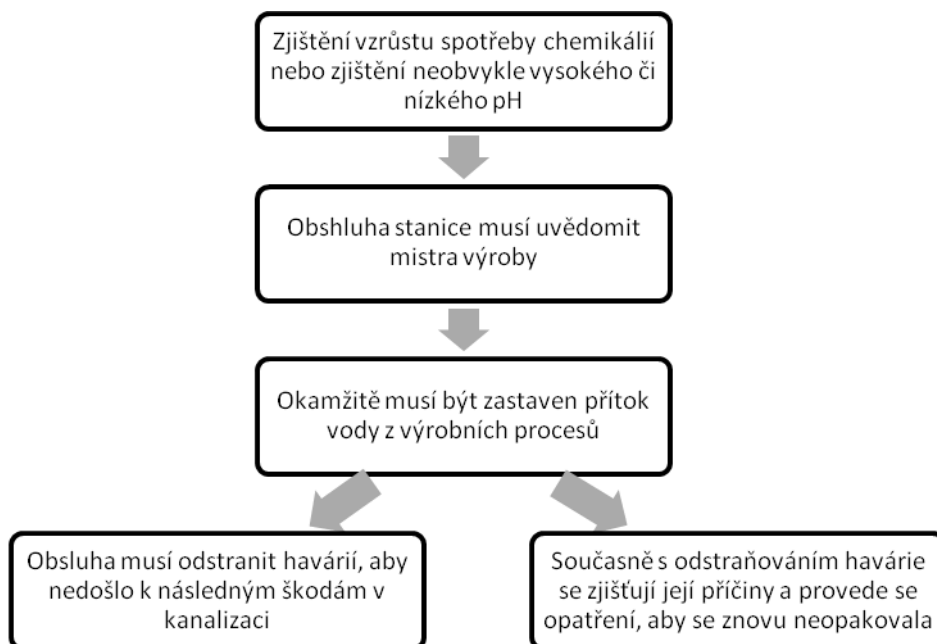 Zjištění vzrůstu spotřeby chemikálií
nebo zjištění neobvykle vysokého či
nízkého pH
Obshluha stanice musí uvědomit
mistra výroby
Okamžitě musí být zastaven přítok
vody z výrobních procesů
Obsluha musí odstranit havárií, aby
nedošlo k následným škodám v
kanalizaci
Současně s odstraňováním havárie
se zjišťují její příčiny a provede se
opatření, aby se znovu neopakovala